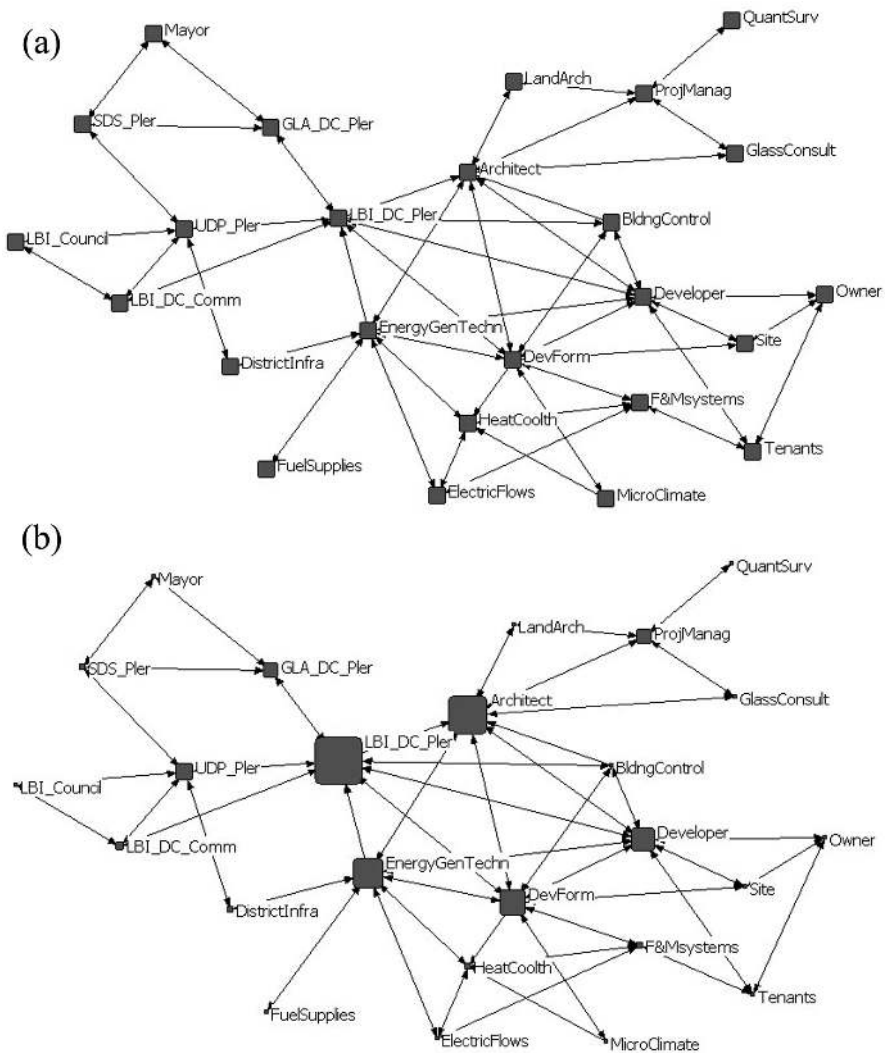 (a)
Mayor
QuantSurv
LandArch
ProjManag
SDS_Pler
GLA_DC_Pler
GlassConsult
Architect
LBI_DC_Pler
BldngControl
LBI_Council
UDP_Pler
Developer
Owner
LBI_DC_Comm
EnergyGenTechn
Site
DevForm
DistrictInfra
F&Msystems
HeatCoolth
Tenants
FuelSupplies
ElectricFlows
MicroClimate
(b)
Mayor
QuantSurv
LandArch
ProjManag
SDS_Pler
GLA_DC_Pler
GlassConsult
Architect
LBI_DC_Pler
BldngControl
UDP_Pler
LBI_Council
Developer
Owner
LBI_DC_Comm
EnergyGenTechn
Site
DevForm
DistrictInfra
F&Msystems
HeatCoolth
Tenants
FuelSupplies
ElectricFlows
MicroClimate